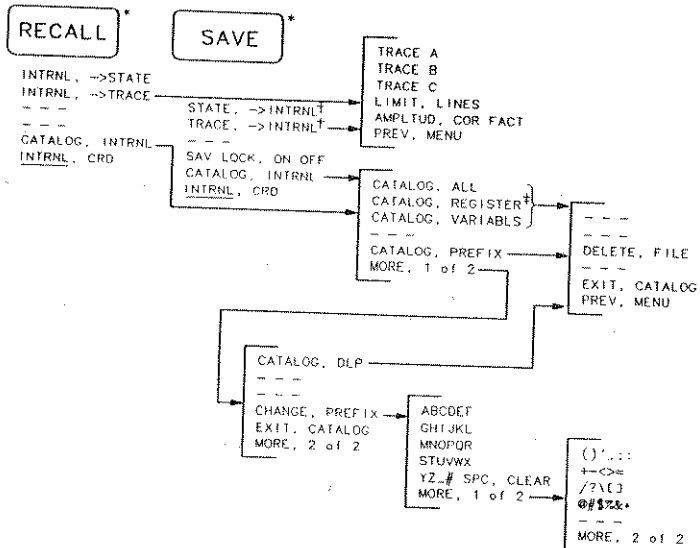 RECALL *
SAVE *
INTRNL, ->STATE
INTRNL, ->TRACE
- - -
- - -
CATALOG, INTRNL
INTRNL, CRD
STATE, ->INTRNL†
TRACE, ->INTRNL†
- - -
SAV LOCK, ON OFF
CATALOG, INTRNL
INTRNL, CRD
TRACE A
TRACE B
TRACE C
LIMIT, LINES
AMPLTUD, COR FACT
PREV, MENU
CATALOG, ALL
CATALOG, REGISTER‡
CATALOG, VARIABLS
- - -
CATALOG, PREFIX
MORE, 1 of 2
- - -
- - -
DELETE, FILE
- - -
EXIT, CATALOG
PREV, MENU
CATALOG, DLP
- - -
- - -
CHANGE, PREFIX
EXIT, CATALOG
MORE, 2 of 2
ABCDEF
GHIJKL
MNOPQR
STUVWX
YZ_# SPC, CLEAR
MORE, 1 of 2
+-<>=
/?\[]
@#$%&*
- - -
MORE, 2 of 2